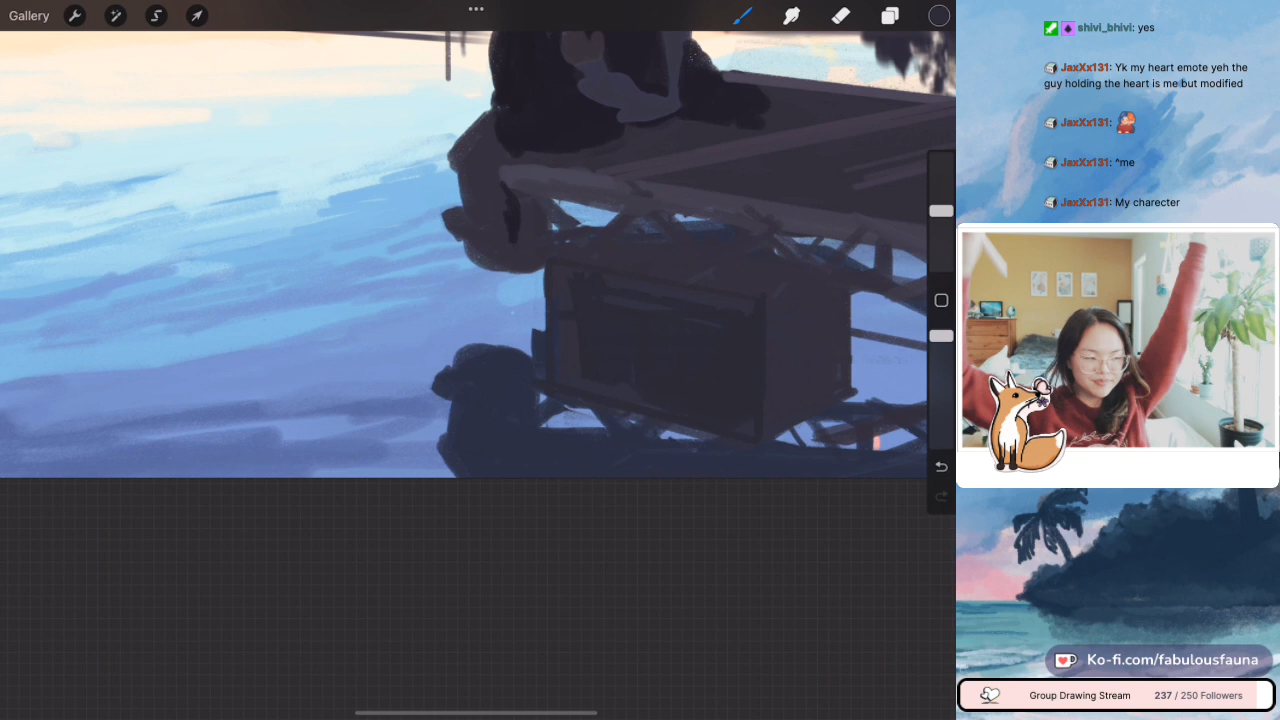 Gallery
shivi_bhivi: yes
JaxXx131: Yk my heart emote yeh the
guy holding the heart is me but modified
JaxXx131:
JaxXx131: ^me
JaxXx131: My charecter
Ko-fi.com/fabulousfauna
Group Drawing Stream 237 / 250 Followers